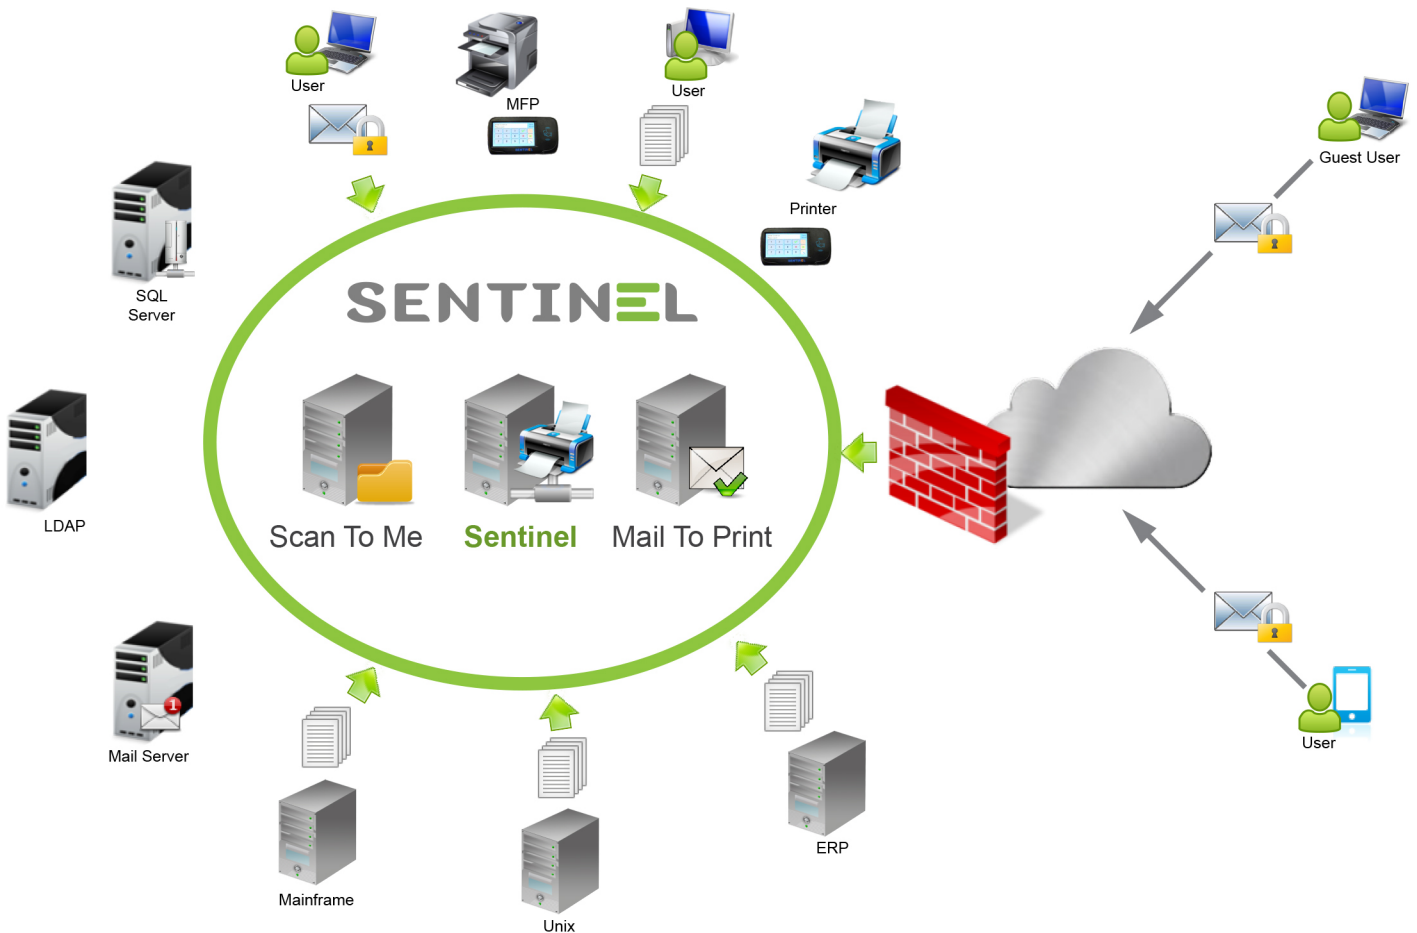 User
MFP
User
Guest User
Printer
SQL
Server
SENTINEL
LDAP
Scan To Me
Sentinel
Mail To Print
1
Mail Server
User
ERP
Mainframe
Unix